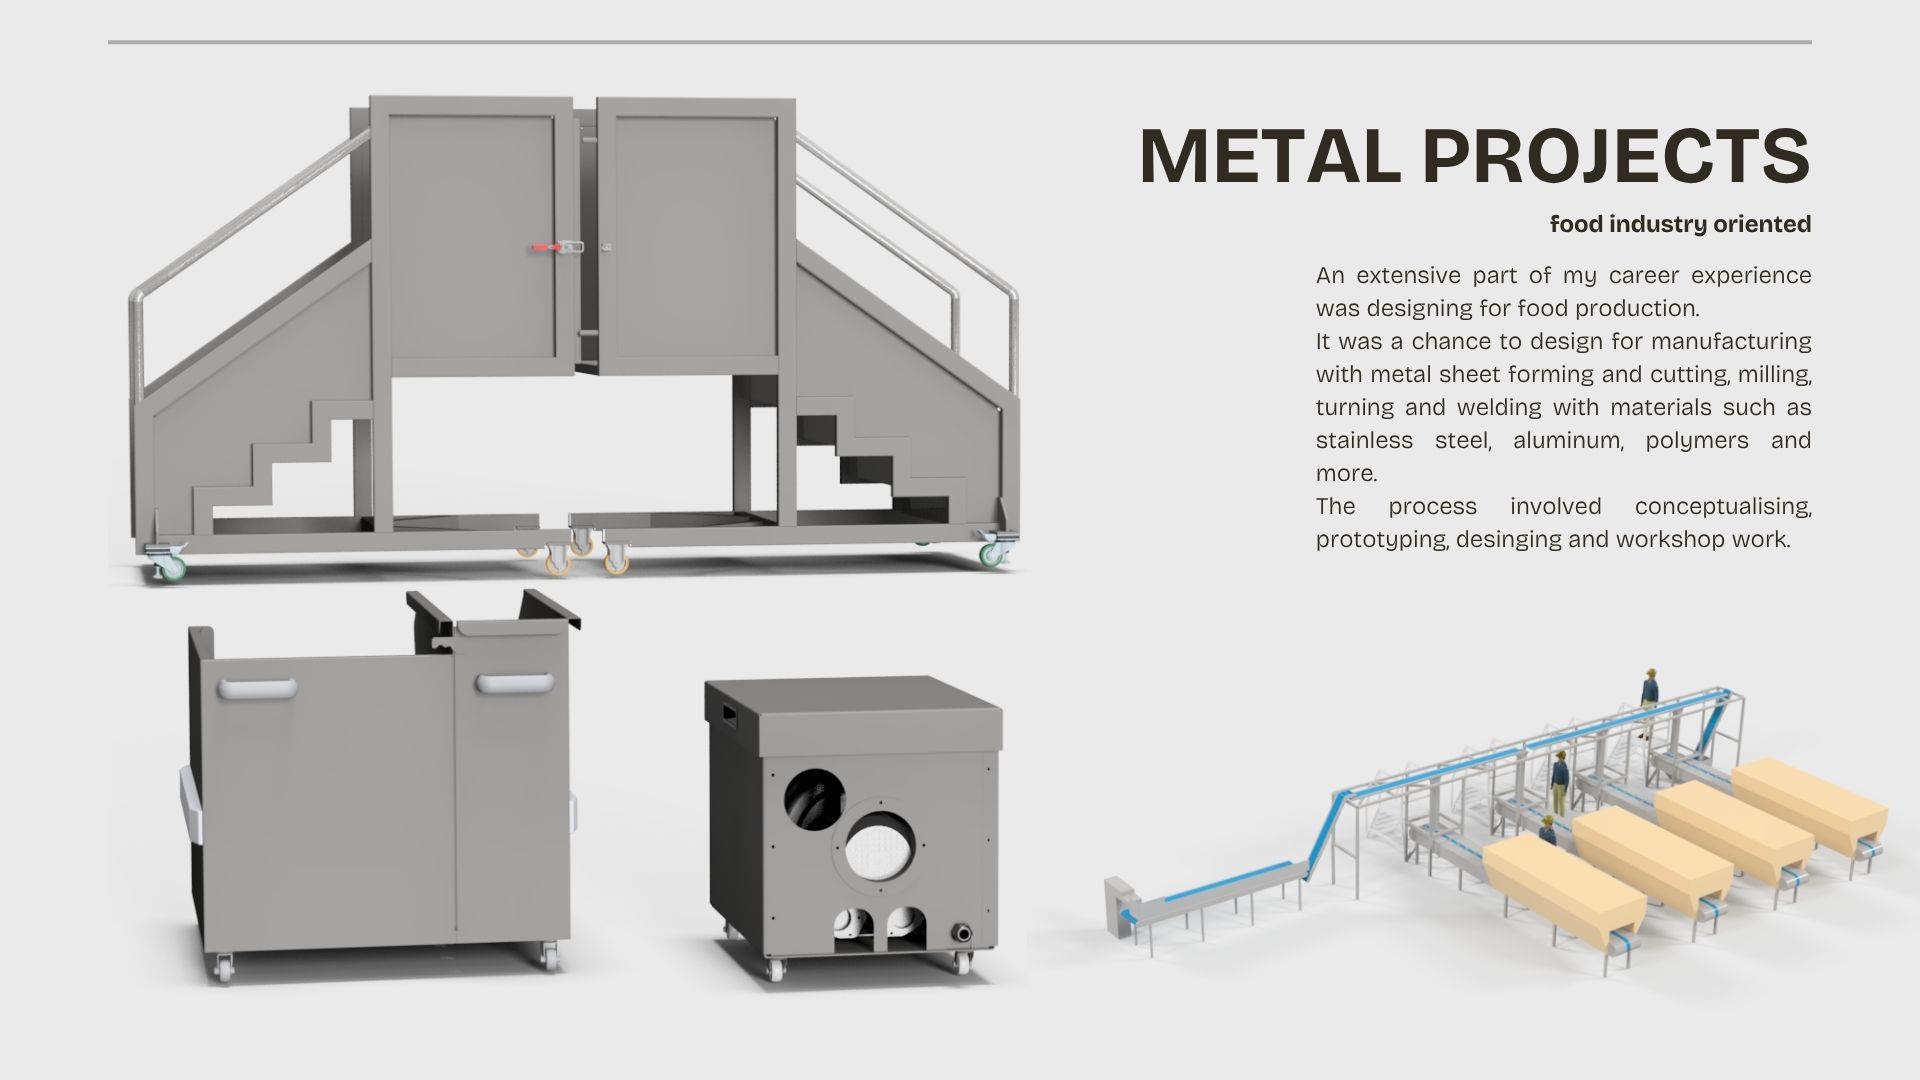 METAL PROJECTS
food industry oriented
An extensive part of my career experience
was designing for food production.
It was a chance to design for manufacturing
with metal sheet forming and cutting, milling,
turning and welding with materials such as
stainless steel, aluminum, polymers and
more.
The process involved conceptualising,
prototyping, desinging and workshop work.